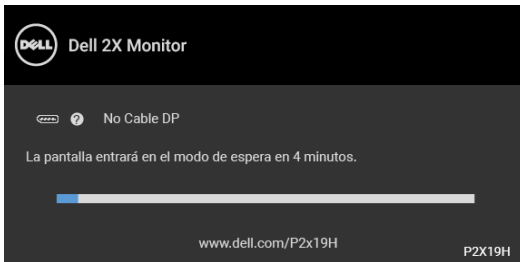 DELL Dell 2X Monitor
? No Cable DP
La pantalla entrará en el modo de espera en 4 minutos.
www.dell.com/P2x19H
P2X19H